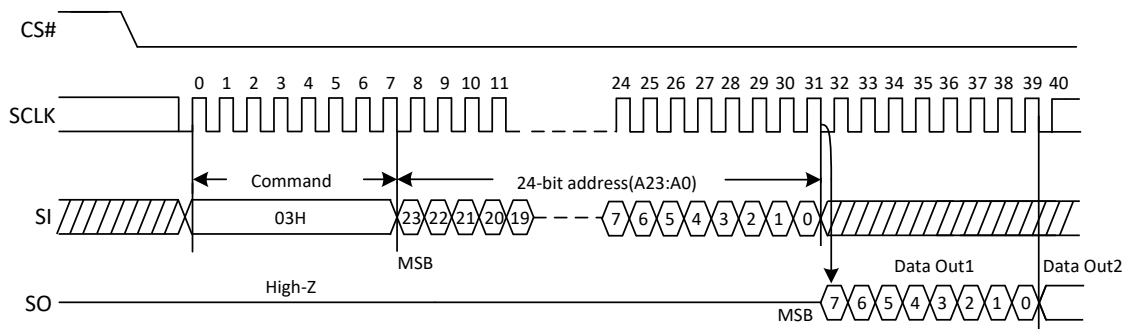 CS#
0 1 2 3 4 5 6 7 8 9 10 11 24 25 26 27 28 29 30 31 32 33 34 35 36 37 38 39 40
SCLK
Command 24-bit address(A23:A0)
SI 03H 23 22 21 20 19 7 6 5 4 3 2 1 0
MSB Data Out1 Data Out2
High-Z
SO MSB 7 6 5 4 3 2 1 0